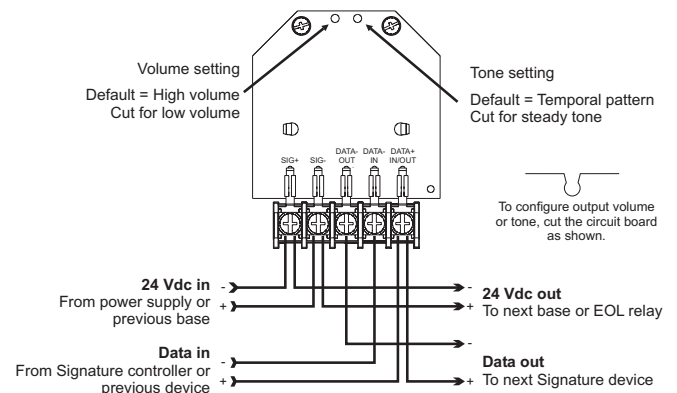 Volume setting
Default = High volume
Cut for low volume
Tone setting
Default = Temporal pattern
Cut for steady tone
SIG+
SIG-
DATA-
OUT
DATA-
IN
DATA+
IN/OUT
To configure output volume
or tone, cut the circuit board
as shown.
24 Vdc in
From power supply or
previous base
-
+
-
+
24 Vdc out
To next base or EOL relay
Data in
From Signature controller or
previous device
-
+
-
+
Data out
To next Signature device